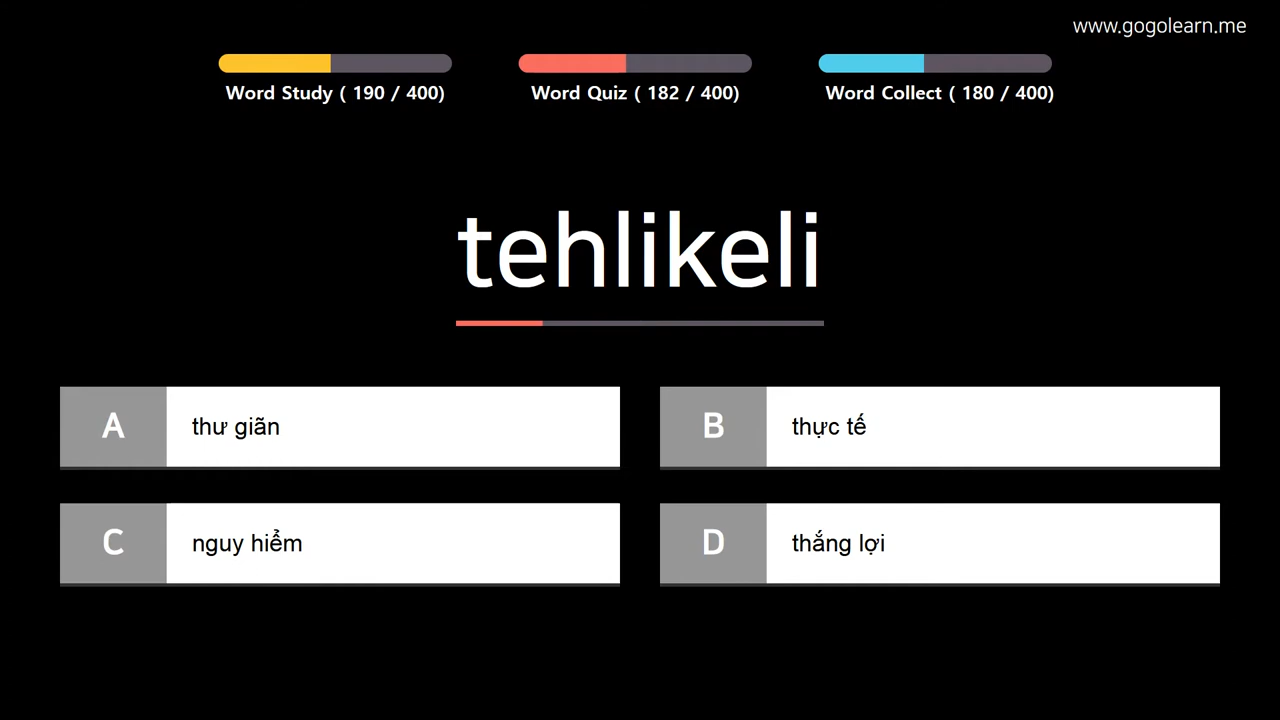 www.gogolearn.me
Word Study ( 190 / 400)
Word Quiz ( 182 / 400)
Word Collect ( 180 / 400)
tehlikeli
A thư giãn
B thực tế
C nguy hiểm
D thắng lợi